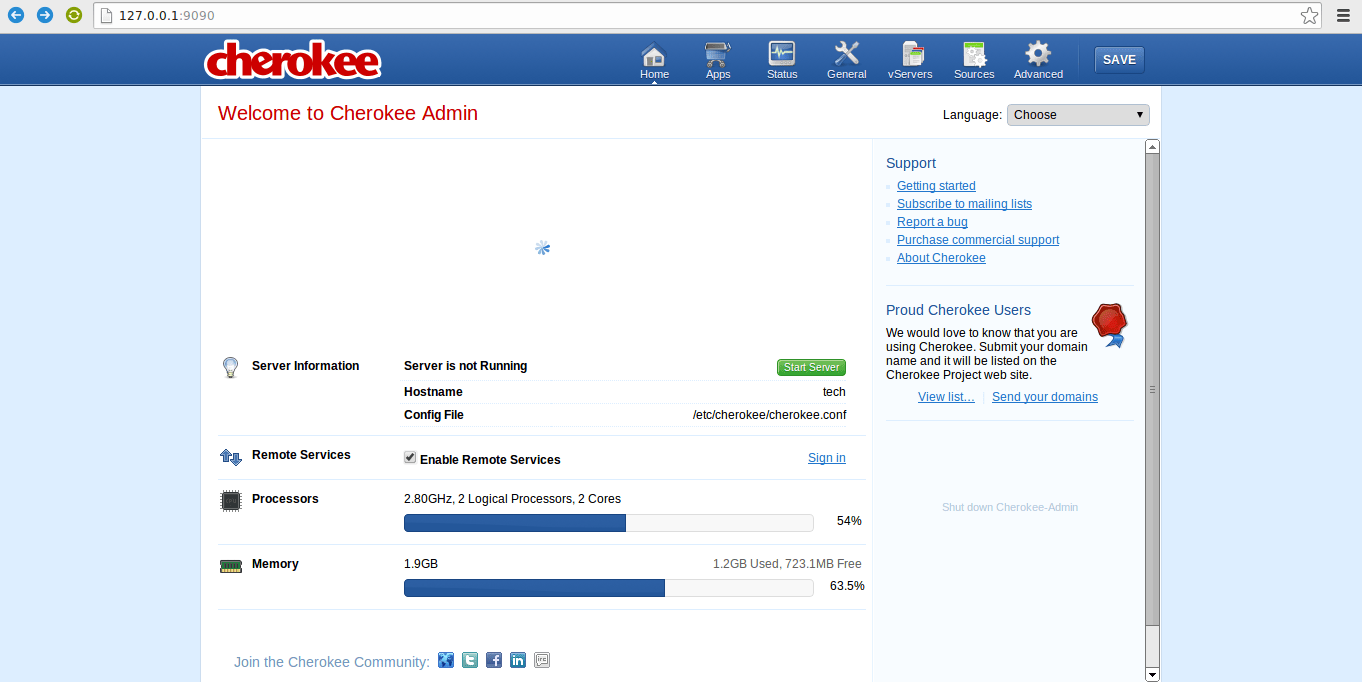 127.0.0.1:9090
cherokee
Home
Apps
Status
General
vServers
Sources
Advanced
SAVE
Welcome to Cherokee Admin
Language: Choose
Support
Getting started
Subscribe to mailing lists
Report a bug
Purchase commercial support
About Cherokee
Proud Cherokee Users
We would love to know that you are
using Cherokee. Submit your domain
name and it will be listed on the
Cherokee Project web site.
View list… Send your domains
Shut down Cherokee-Admin
Server Information
Server is not Running
Start Server
Hostname tech
Config File /etc/cherokee/cherokee.conf
Remote Services
Enable Remote Services
Sign in
Processors
2.80GHz, 2 Logical Processors, 2 Cores
54%
Memory
1.9GB
1.2GB Used, 723.1MB Free
63.5%
Join the Cherokee Community: